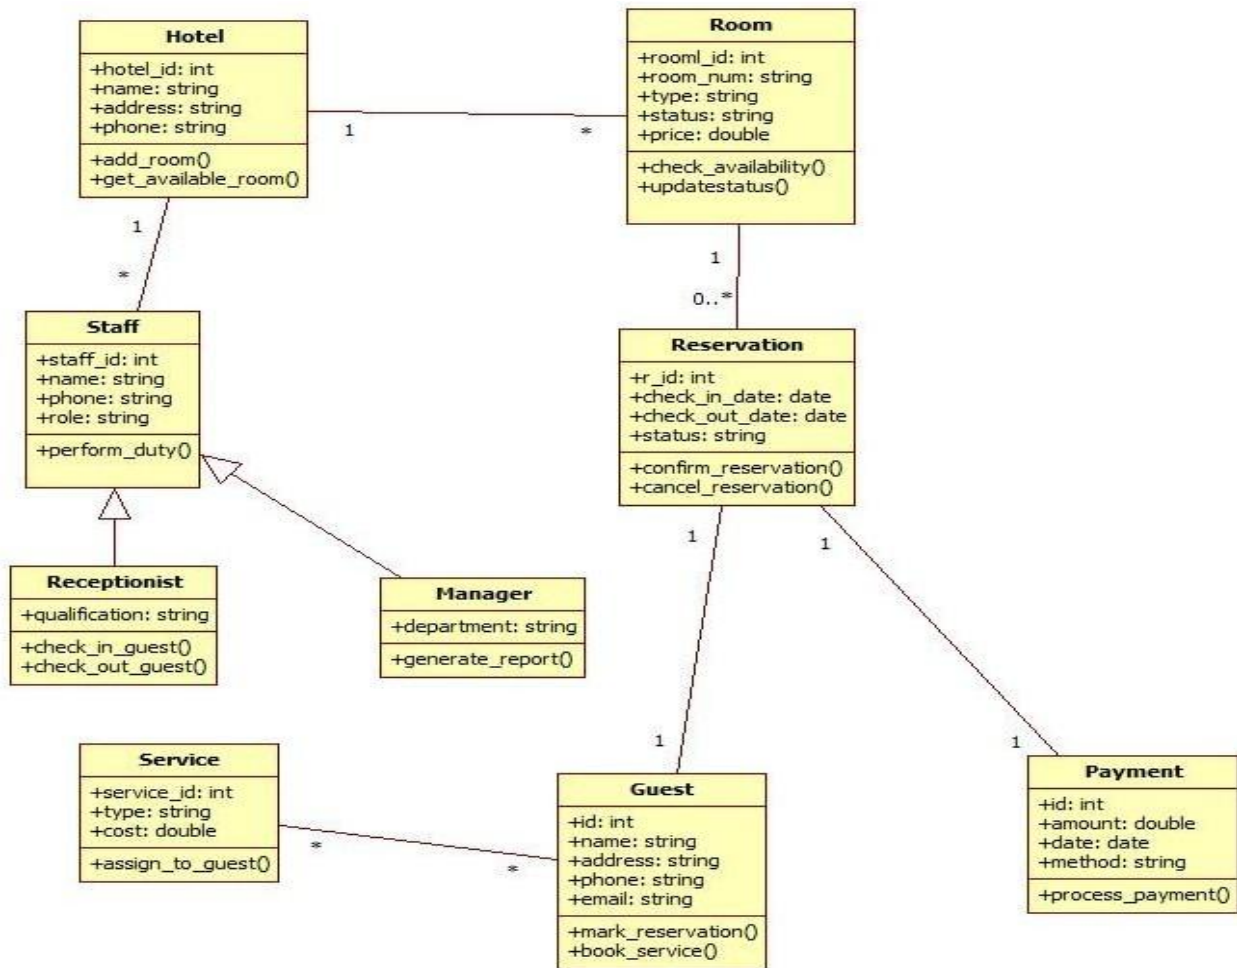 Hotel
+hotel_id: int
+name: string
+address: string
+phone: string
+add_room()
+get_available_room()
Room
+rooml_id: int
+room_num: string
+type: string
+status: string
+price: double
+check_availability()
+updatestatus()
1
*
1
*
1
0..*
Staff
+staff_id: int
+name: string
+phone: string
+role: string
+perform_duty()
Reservation
+r_id: int
+check_in_date: date
+check_out_date: date
+status: string
+confirm_reservation()
+cancel_reservation()
Receptionist
+qualification: string
+check_in_guest()
+check_out_guest()
Manager
+department: string
+generate_report()
1
1
1
1
Service
+service_id: int
+type: string
+cost: double
+assign_to_guest()
*
*
Guest
+id: int
+name: string
+address: string
+phone: string
+email: string
+mark_reservation()
+book_service()
Payment
+id: int
+amount: double
+date: date
+method: string
+process_payment()